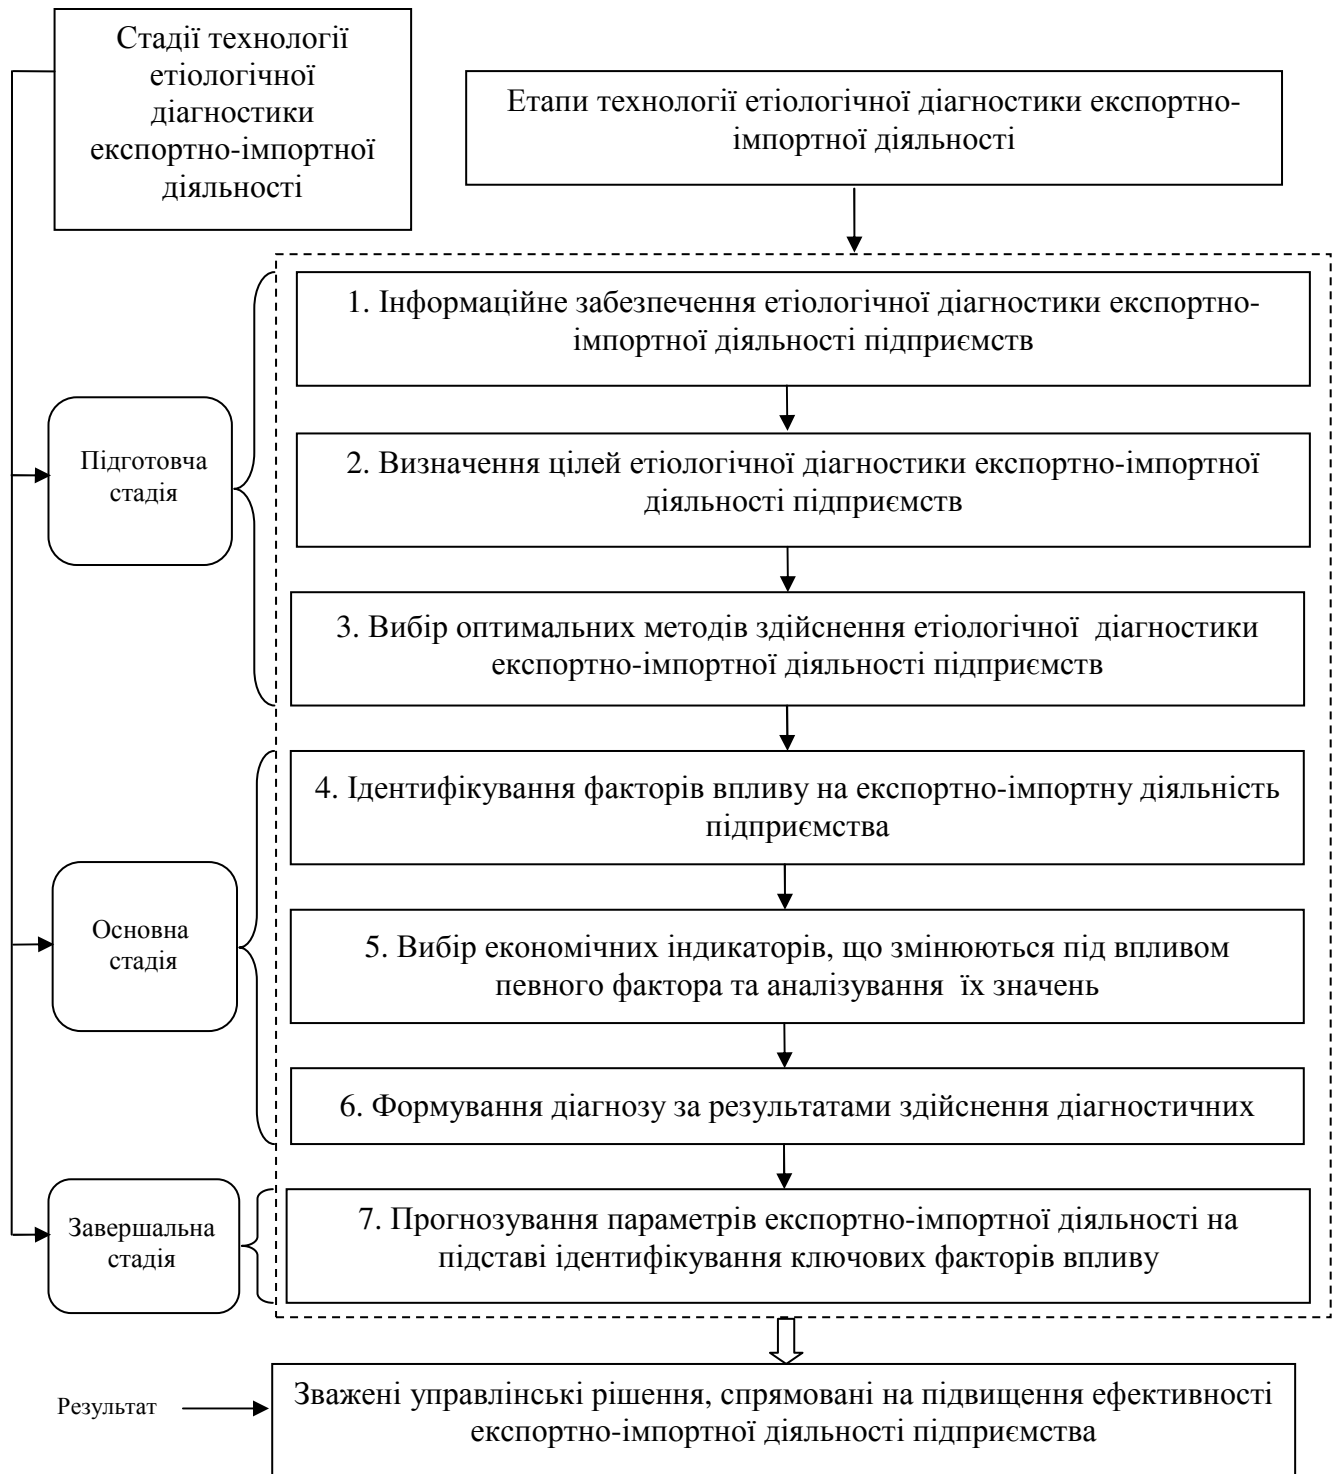 Стадії технології
етіологічної
діагностики
експортно-імпортної
діяльності
Етапи технології етіологічної діагностики експортно-
імпортної діяльності
1. Інформаційне забезпечення етіологічної діагностики експортно-
імпортної діяльності підприємств
2. Визначення цілей етіологічної діагностики експортно-імпортної
діяльності підприємств
3. Вибір оптимальних методів здійснення етіологічної діагностики
експортно-імпортної діяльності підприємств
Підготовча
стадія
4. Ідентифікування факторів впливу на експортно-імпортну діяльність
підприємства
5. Вибір економічних індикаторів, що змінюються під впливом
певного фактора та аналізування їх значень
6. Формування діагнозу за результатами здійснення діагностичних
Основна
стадія
7. Прогнозування параметрів експортно-імпортної діяльності на
підставі ідентифікування ключових факторів впливу
Завершальна
стадія
Результат
Зважені управлінські рішення, спрямовані на підвищення ефективності
експортно-імпортної діяльності підприємства